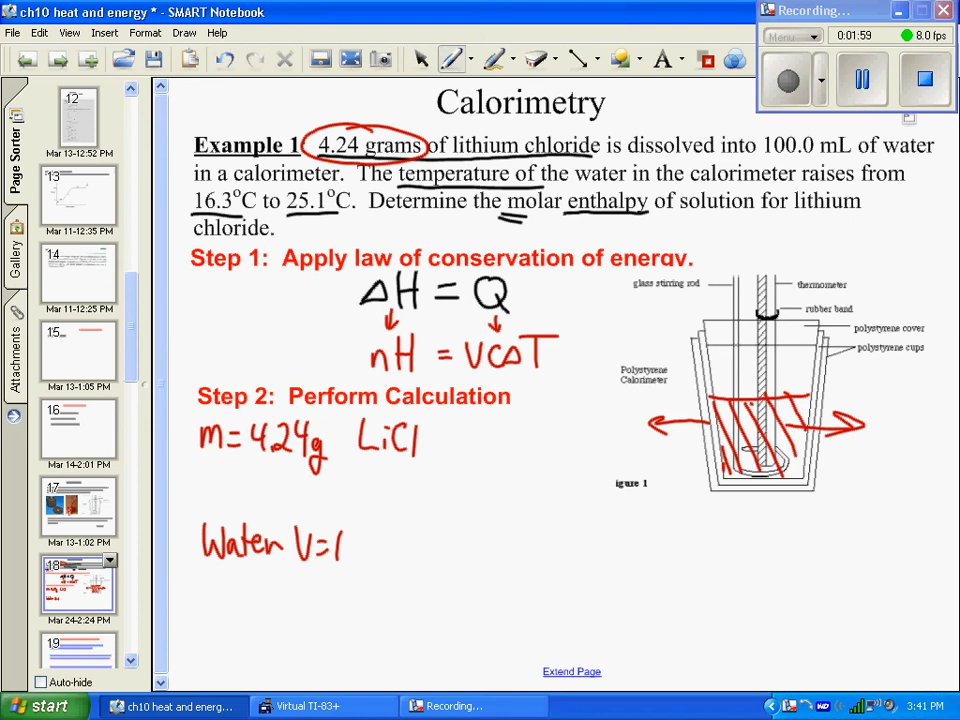 ch10 heat and energy * - SMART Notebook
File Edit View Insert Format Draw Help
Recording...
Menu
0:01:59
8.0 fps
Page Sorter
Gallery
Attachments
12
Mar 13-12:52 PM
13
Mar 11-12:35 PM
14
Mar 11-12:25 PM
15
Mar 13-1:05 PM
16
Mar 14-2:01 PM
17
Mar 13-1:02 PM
18
Mar 24-2:24 PM
19
Auto-hide
Calorimetry
Example 1: 4.24 grams of lithium chloride is dissolved into 100.0 mL of water
in a calorimeter. The temperature of the water in the calorimeter raises from
16.3°C to 25.1°C. Determine the molar enthalpy of solution for lithium
chloride.
Step 1: Apply law of conservation of energy.
ΔH = Q
nH = VcΔT
Step 2: Perform Calculation
m=4.24g LiCl
Water V=1
glass stirring rod
thermometer
rubber band
polystyrene cover
polystyrene cups
Polystyrene
Calorimeter
igure 1
Extend Page
start
ch10 heat and energy ...
Virtual TI-83+
Recording...
3:41 PM